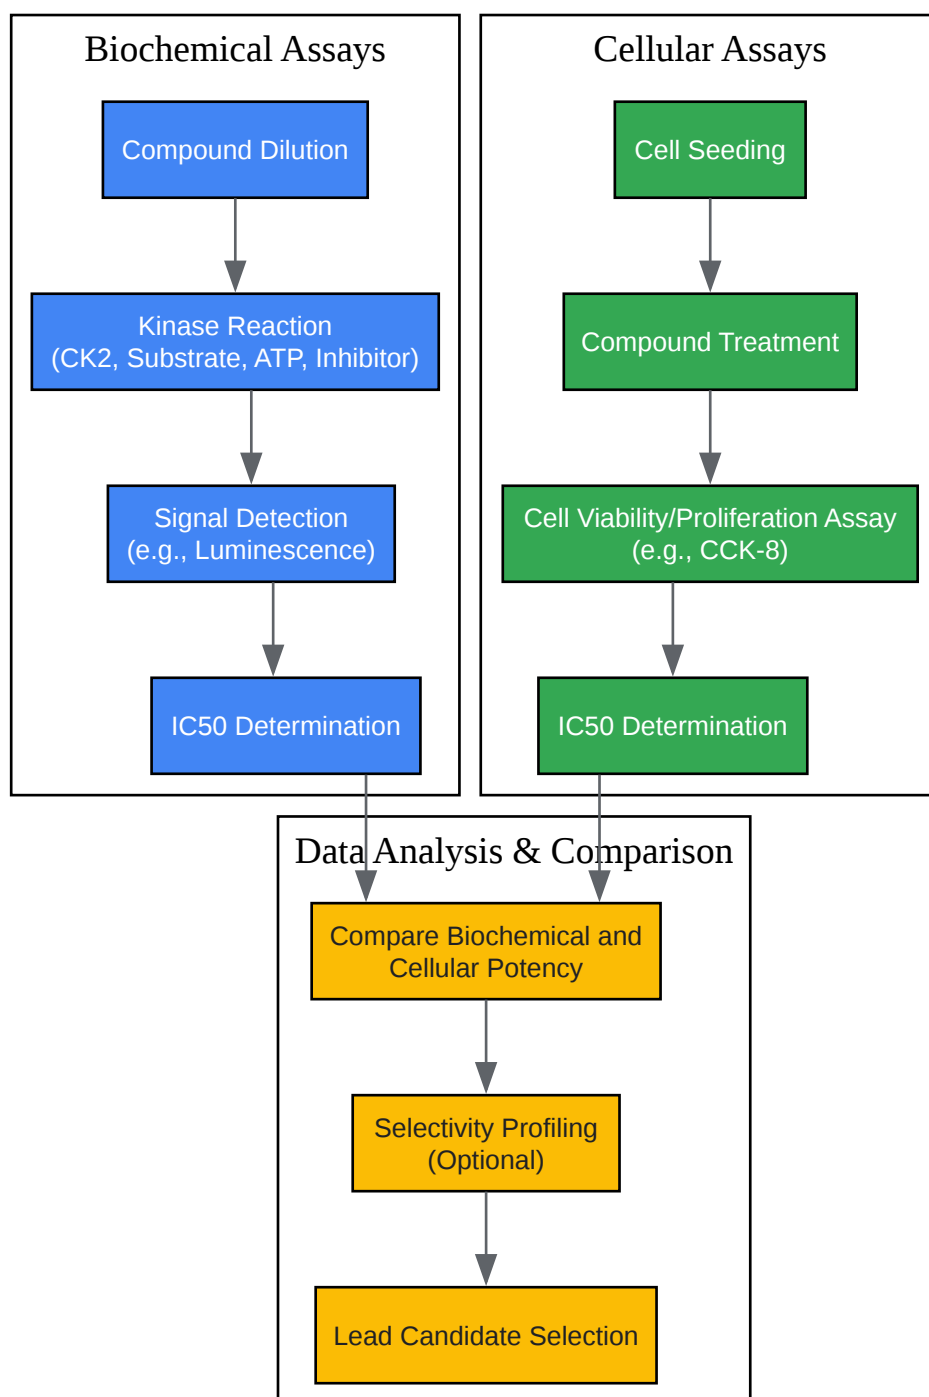 Biochemical Assays
Compound Dilution
Kinase Reaction
(CK2, Substrate, ATP, Inhibitor)
Signal Detection
(e.g., Luminescence)
IC50 Determination
Cellular Assays
Cell Seeding
Compound Treatment
Cell Viability/Proliferation Assay
(e.g., CCK-8)
IC50 Determination
Data Analysis & Comparison
Compare Biochemical and
Cellular Potency
Selectivity Profiling
(Optional)
Lead Candidate Selection